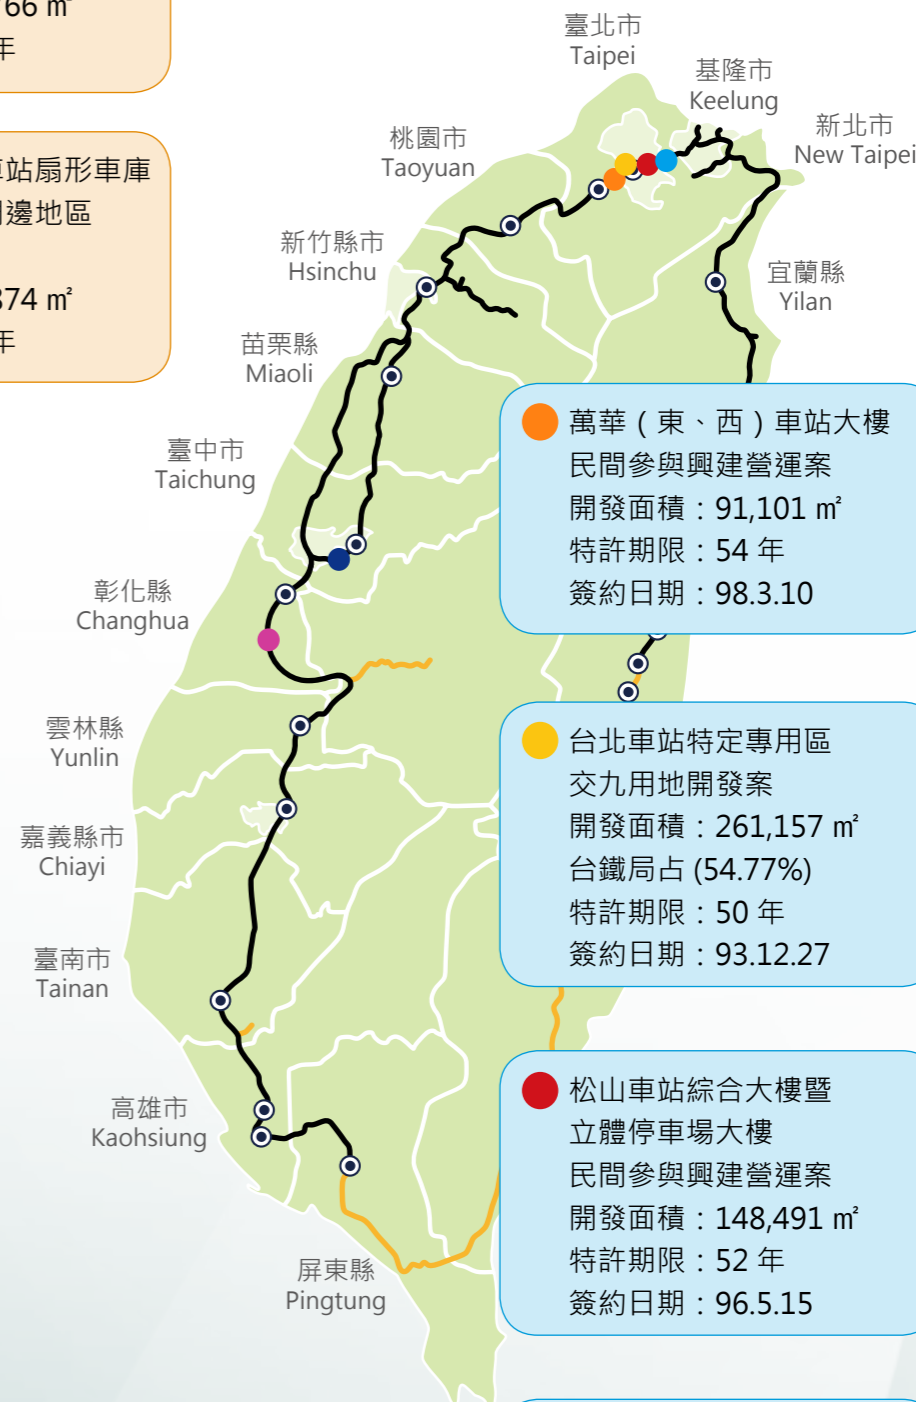 766 ㎡
年
車站扇形車庫
周邊地區
874 ㎡
年
臺北市
Taipei
基隆市
Keelung
新北市
New Taipei
桃園市
Taoyuan
新竹縣市
Hsinchu
宜蘭縣
Yilan
苗栗縣
Miaoli
臺中市
Taichung
彰化縣
Changhua
雲林縣
Yunlin
嘉義縣市
Chiayi
臺南市
Tainan
高雄市
Kaohsiung
屏東縣
Pingtung
萬華（東、西）車站大樓
民間參與興建營運案
開發面積：91,101 ㎡
特許期限：54 年
簽約日期：98.3.10
台北車站特定專用區
交九用地開發案
開發面積：261,157 ㎡
台鐵局占 (54.77%)
特許期限：50 年
簽約日期：93.12.27
松山車站綜合大樓暨
立體停車場大樓
民間參與興建營運案
開發面積：148,491 ㎡
特許期限：52 年
簽約日期：96.5.15